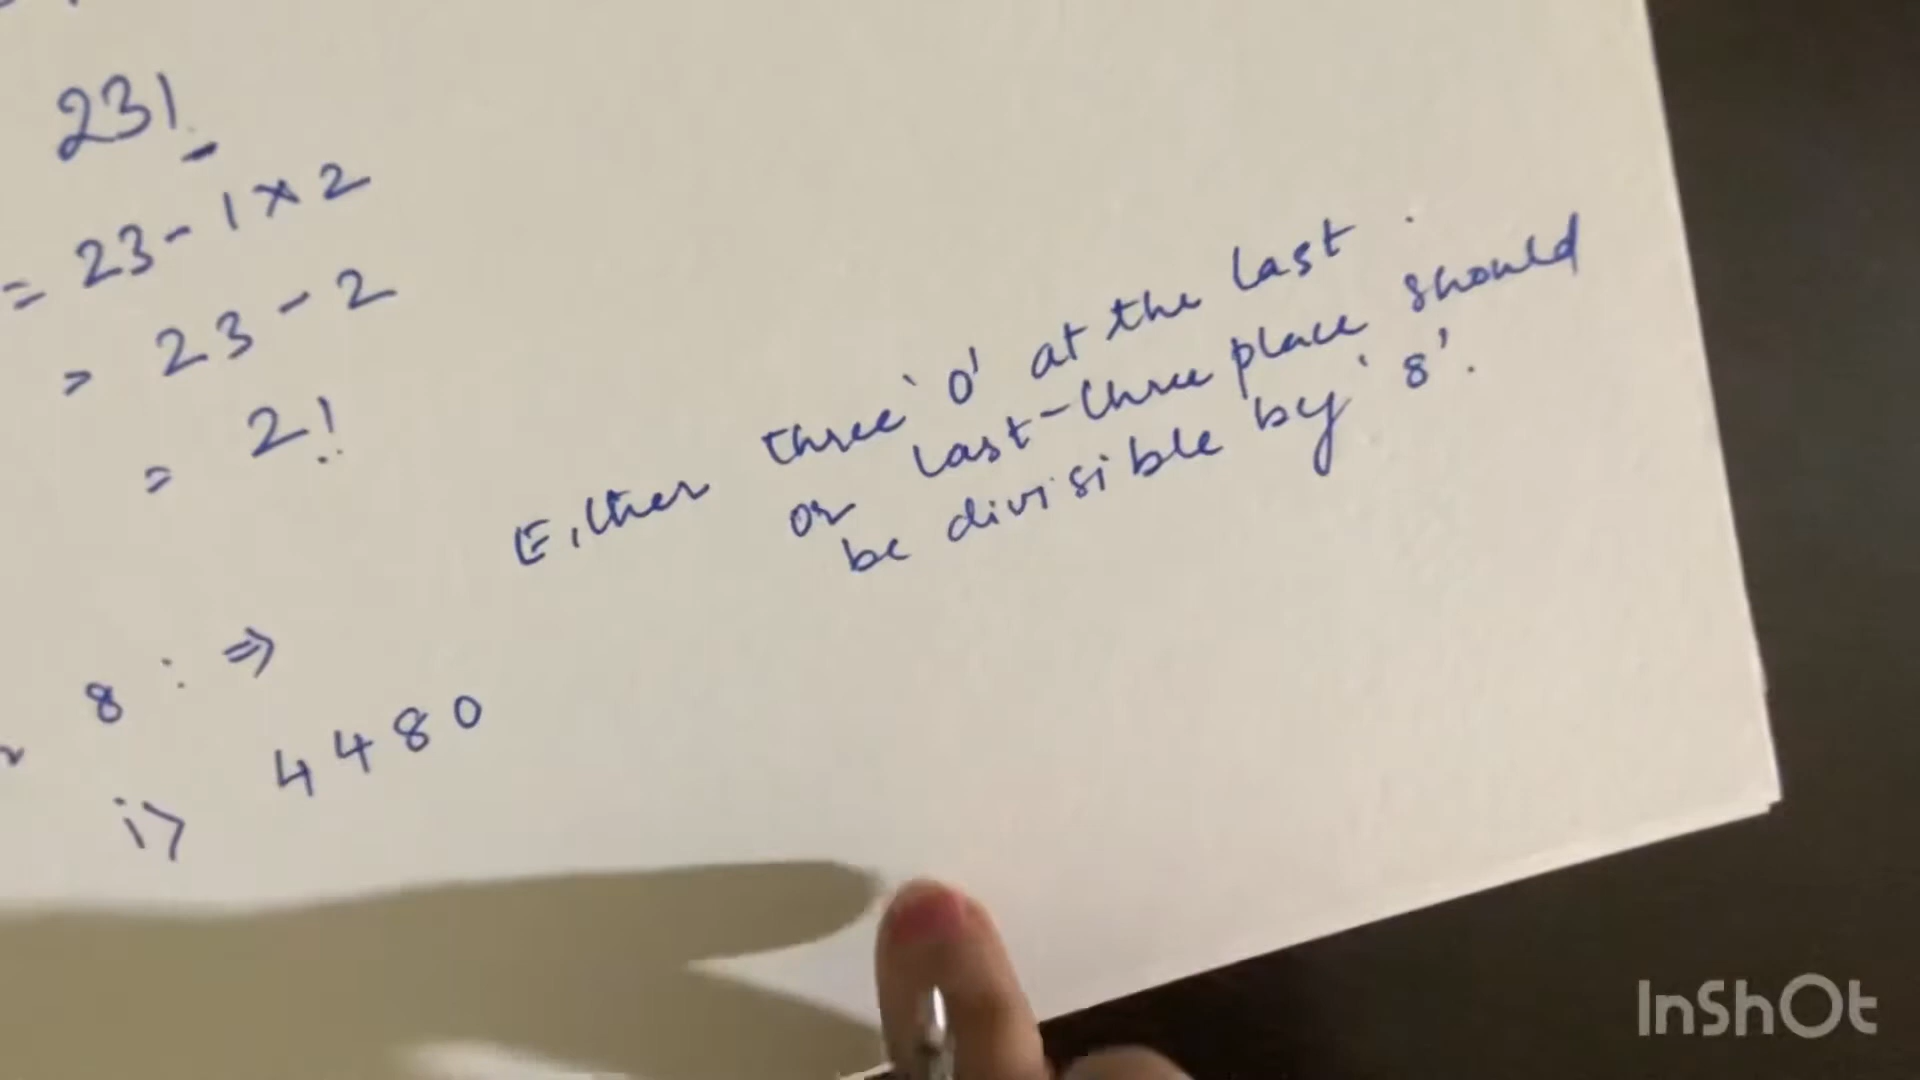 231
= 23-1×2
> 23-2
= 2!
Either three '0' at the last.
or last-three place should
be divisible by '8'.
8 : ⇒
i> 4480
InShOt